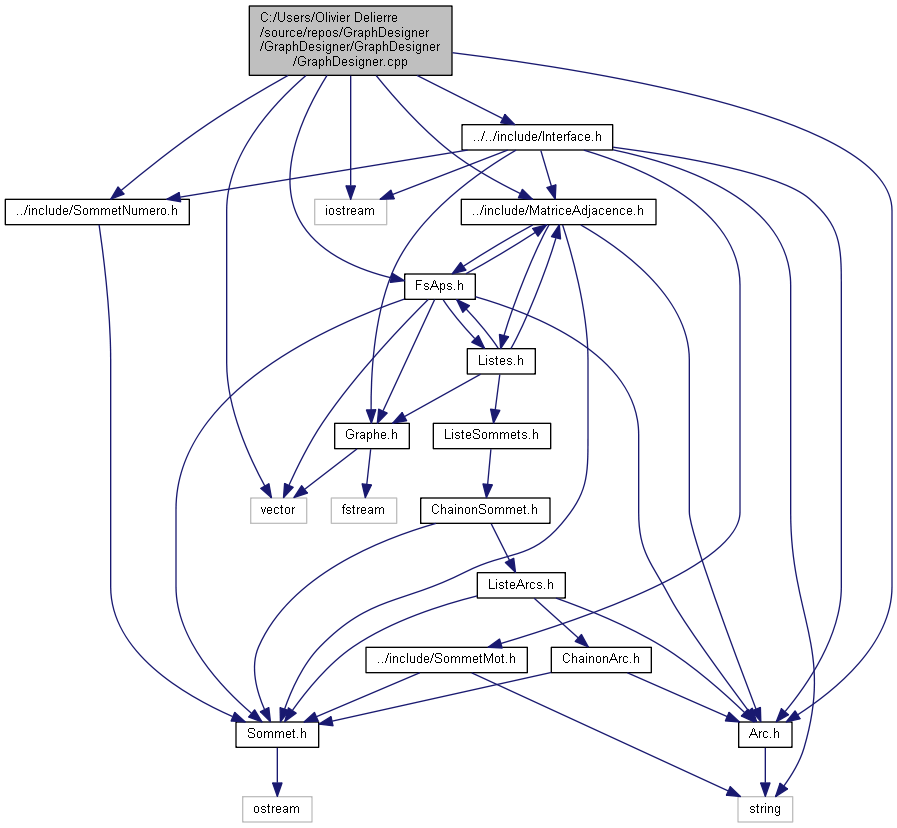 C:/Users/Olivier Delierre
/source/repos/GraphDesigner
/GraphDesigner/GraphDesigner
/GraphDesigner.cpp
../../include/Interface.h
../include/SommetNumero.h
iostream
../include/MatriceAdjacence.h
FsAps.h
Listes.h
Graphe.h
ListeSommets.h
vector
fstream
ChainonSommet.h
ListeArcs.h
../include/SommetMot.h
ChainonArc.h
Sommet.h
Arc.h
ostream
string